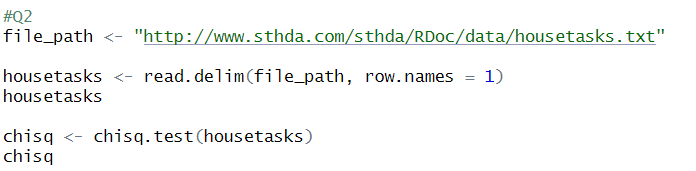 #Q2
file_path <- "http://www.sthda.com/sthda/RDoc/data/housetasks.txt"
housetasks <- read.delim(file_path, row.names = 1)
housetasks
chisq <- chisq.test(housetasks)
chisq